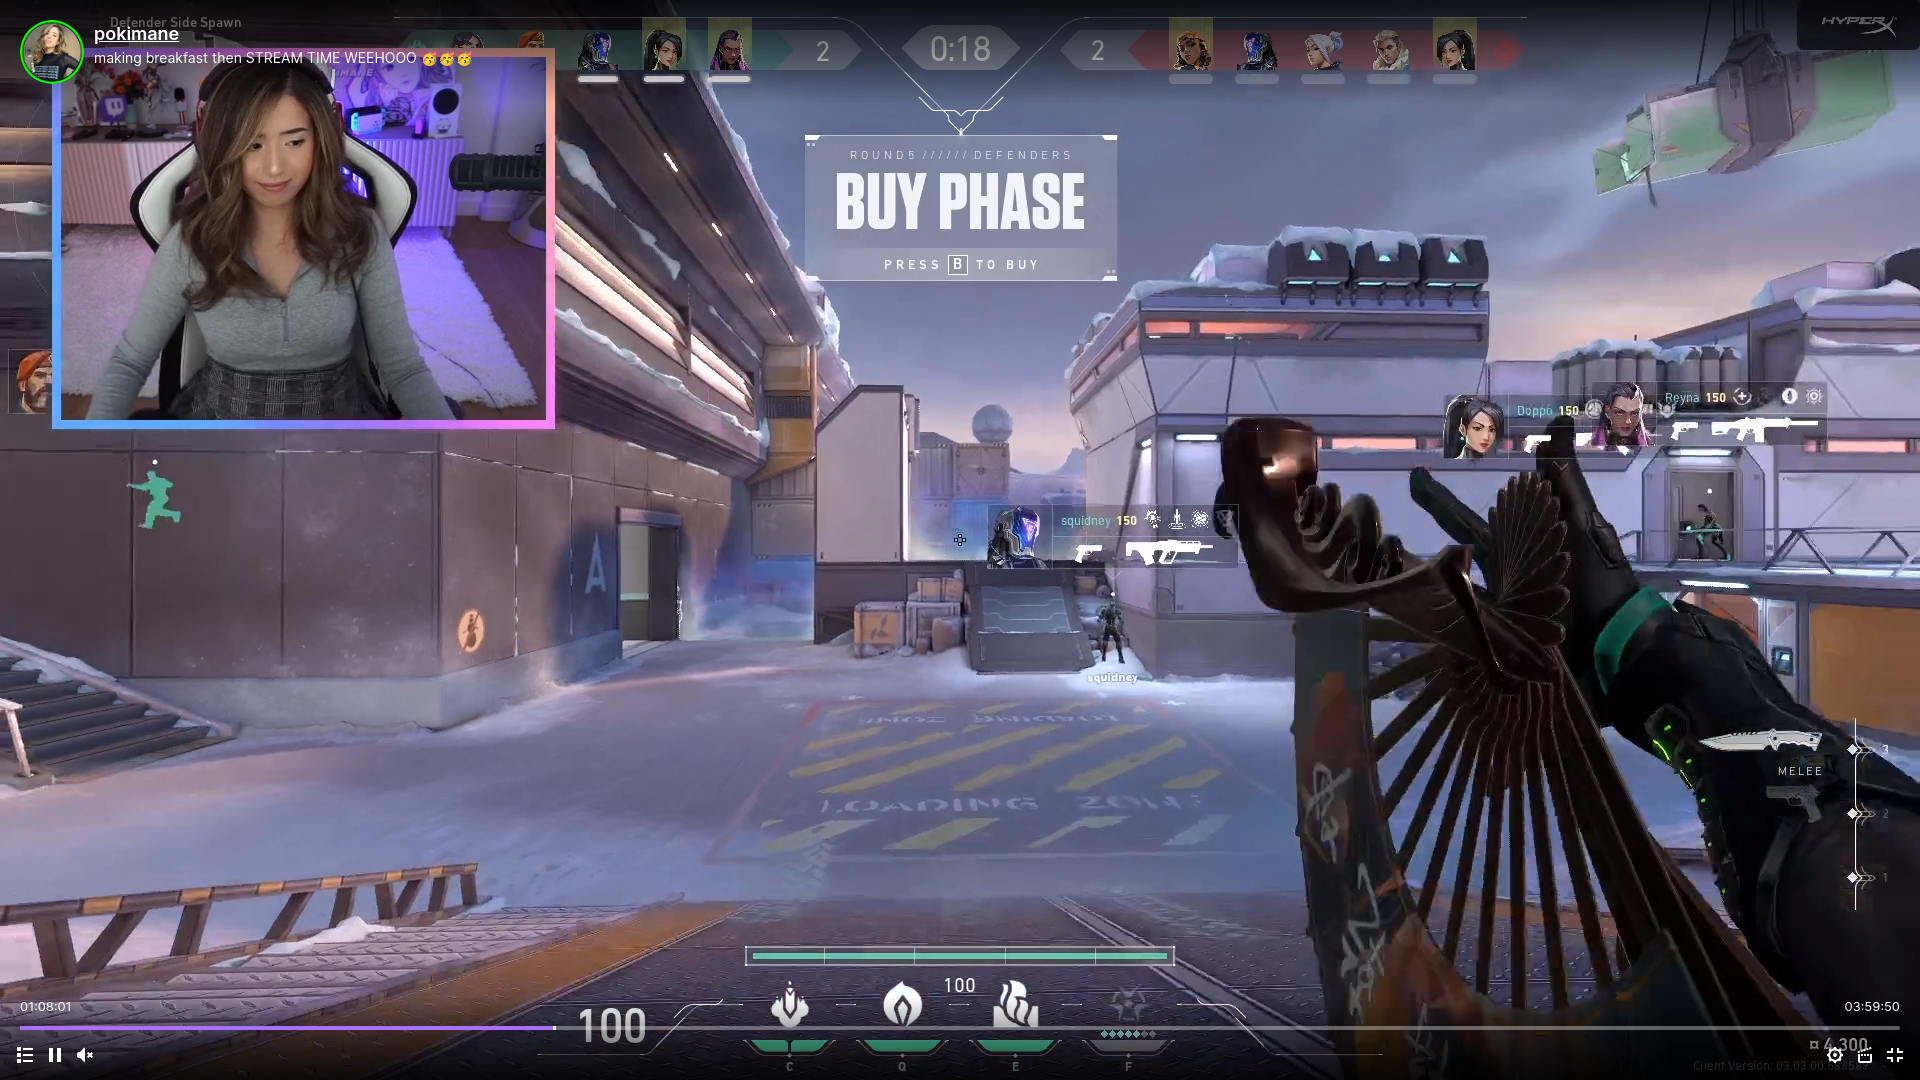 Defender Side Spawn
pokimane
making breakfast then STREAM TIME WEEHOOO 🥳🥳🥳
2
0:18
2
HYPERX
ROUND 5 ////// DEFENDERS
BUY PHASE
PRESS B TO BUY
Doppo 150
Reyna 150
squidney 150
A
squidney
LOADING ZONE
MELEE
3
2
1
100
100
C
Q
E
F
01:08:01
03:59:50
¤ 4,300